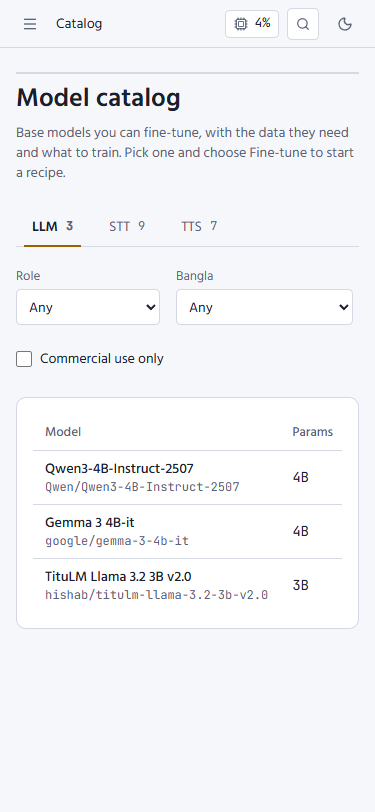 Catalog
4%
Model catalog
Base models you can fine-tune, with the data they need
and what to train. Pick one and choose Fine-tune to start
a recipe.
LLM 3
STT 9
TTS 7
Role
Bangla
Any
Any
Commercial use only
Model Params
Qwen3-4B-Instruct-2507
Qwen/Qwen3-4B-Instruct-2507
4B
Gemma 3 4B-it
google/gemma-3-4b-it
4B
TituLM Llama 3.2 3B v2.0
hishab/titulm-llama-3.2-3b-v2.0
3B